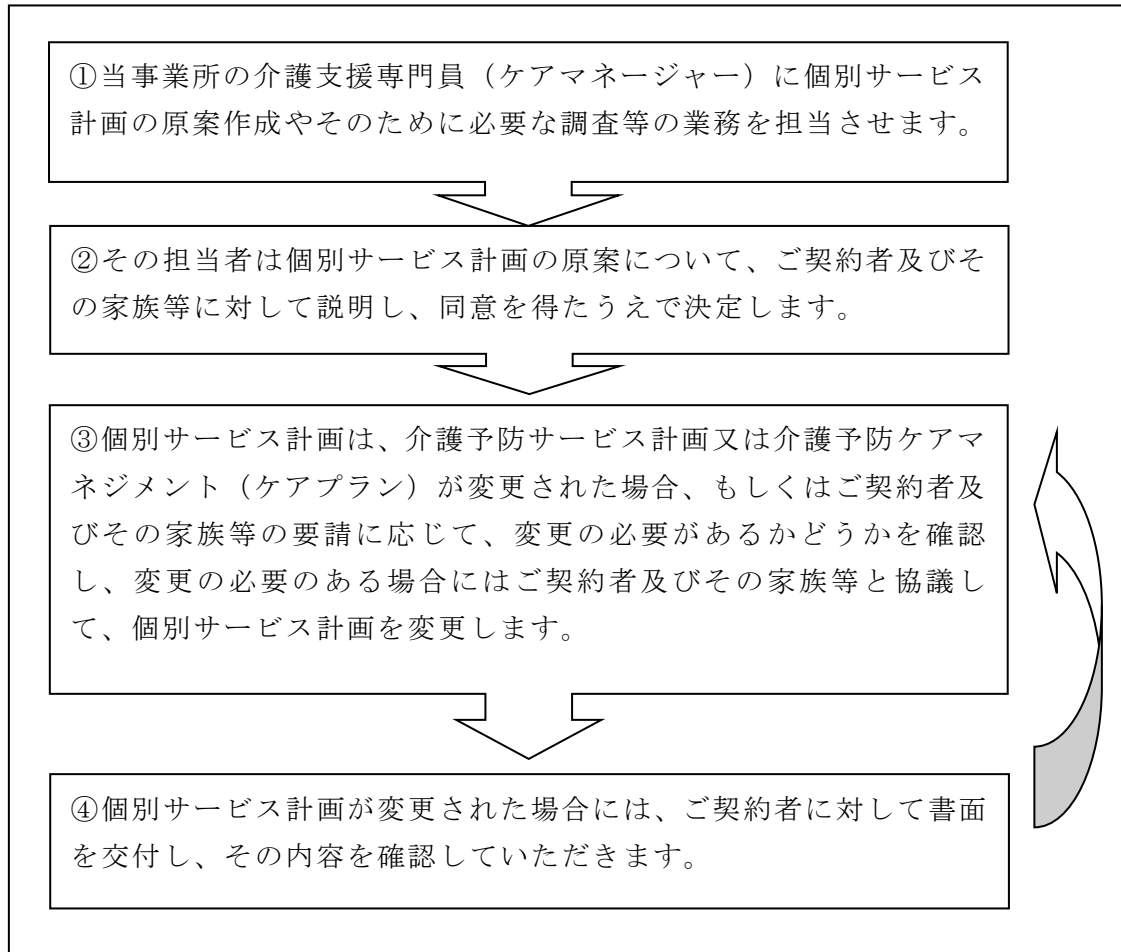 ①当事業所の介護支援専門員（ケアマネージャー）に個別サービス
計画の原案作成やそのために必要な調査等の業務を担当させます。
②その担当者は個別サービス計画の原案について、ご契約者及びそ
の家族等に対して説明し、同意を得たうえで決定します。
③個別サービス計画は、介護予防サービス計画又は介護予防ケアマ
ネジメント（ケアプラン）が変更された場合、もしくはご契約者及
びその家族等の要請に応じて、変更の必要があるかどうかを確認
し、変更の必要のある場合にはご契約者及びその家族等と協議し
て、個別サービス計画を変更します。
④個別サービス計画が変更された場合には、ご契約者に対して書面
を交付し、その内容を確認していただきます。